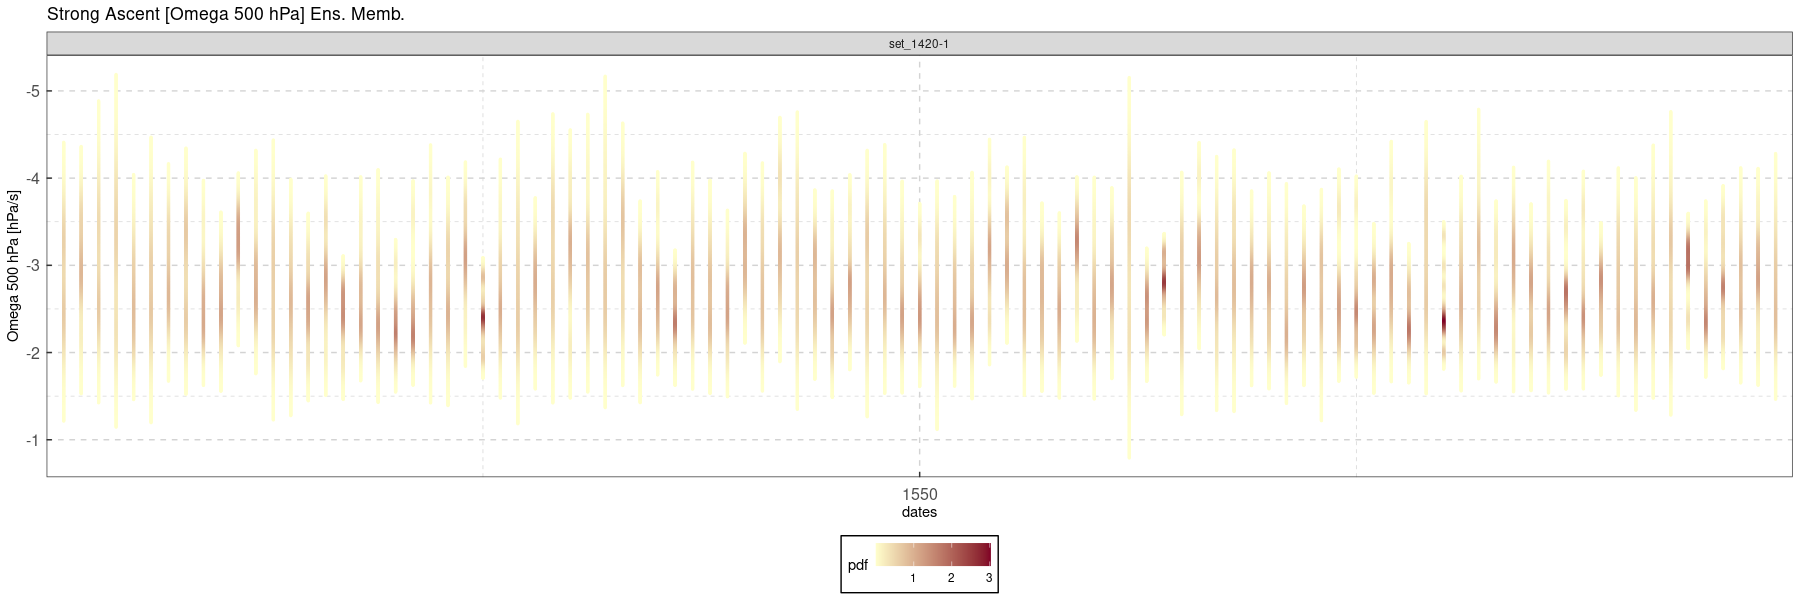 Strong Ascent [Omega 500 hPa] Ens. Memb.
set_1420-1
Omega 500 hPa [hPa/s]
-5
-4
-3
-2
-1
1550
dates
pdf
1 2 3